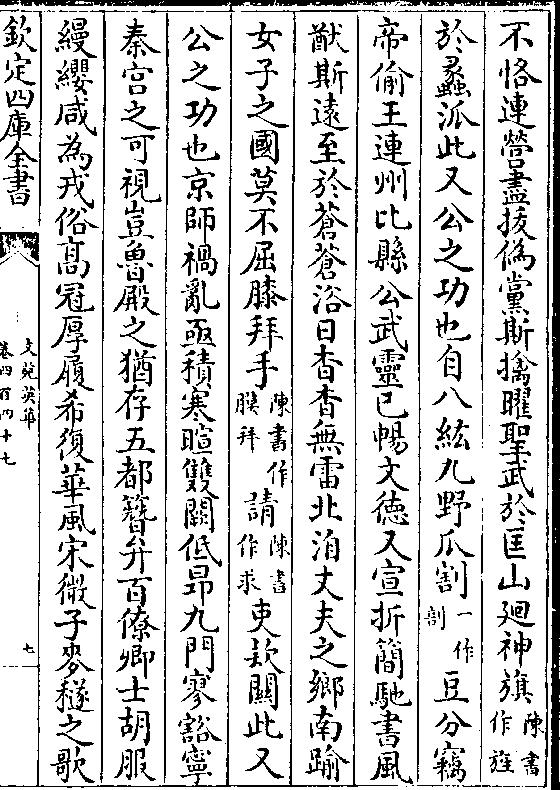 不恪連營盡拔偽黨斯擒曜聖武於匡山廻神旗陳書作旌
於蠡泒此又公之功也自八紘九野瓜割一作剖豆分竊
帝偷王連州比縣公武靈已暢文德又宣折簡馳書風
猷斯遠至於蒼蒼浴日杳杳無雷北洎丈夫之鄉南踰
女子之國莫不屈膝拜手陳書作膜拜請陳書作求吏欵關此又
公之功也京師禍亂亟積寒暄雙闕低昂九門寥豁寧
秦宮之可視豈魯殿之猶存五都簪弁百僚卿士胡服
縵纓咸為戎俗髙冠厚履希復華風宋微子麥穟之歌
欽定四庫全書
文苑英華
卷四百四十七
七